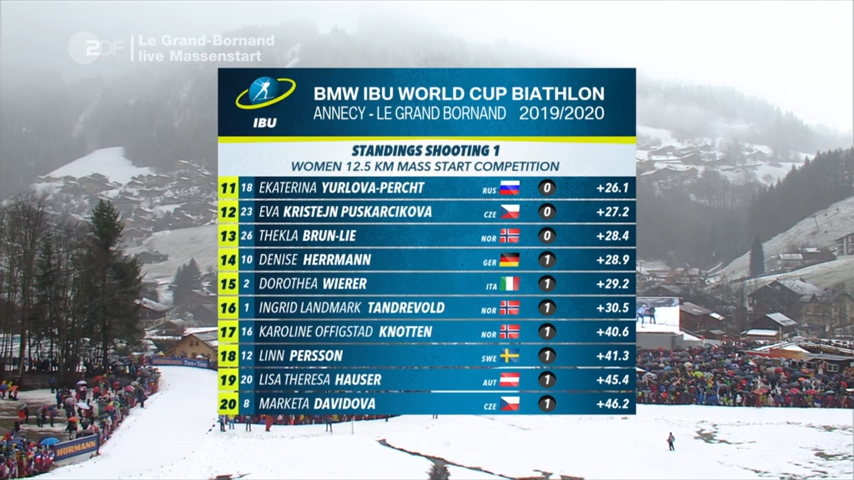 ZDF
Le Grand-Bornand
live Massenstart
BMW IBU WORLD CUP BIATHLON
ANNECY - LE GRAND BORNAND 2019/2020
IBU
STANDINGS SHOOTING 1
WOMEN 12.5 KM MASS START COMPETITION
11 18 EKATERINA YURLOVA-PERCHT RUS 0 +26.1
12 23 EVA KRISTEJN PUSKARCIKOVA CZE 0 +27.2
13 26 THEKLA BRUN-LIE NOR 0 +28.4
14 10 DENISE HERRMANN GER 1 +28.9
15 2 DOROTHEA WIERER ITA 1 +29.2
16 1 INGRID LANDMARK TANDREVOLD NOR 1 +30.5
17 16 KAROLINE OFFIGSTAD KNOTTEN NOR 1 +40.6
18 12 LINN PERSSON SWE 1 +41.3
19 20 LISA THERESA HAUSER AUT 1 +45.4
20 8 MARKETA DAVIDOVA CZE 1 +46.2
HÖRMANN